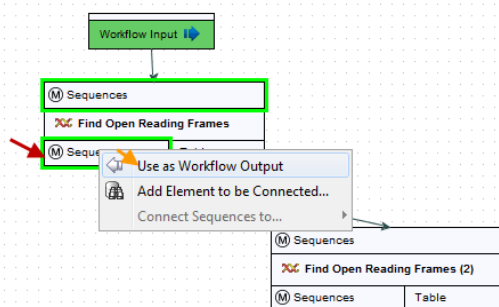 Workflow Input
M Sequences
Find Open Reading Frames
M Seque
Use as Workflow Output
Add Element to be Connected...
Connect Sequences to...
M Sequences
Find Open Reading Frames (2)
M Sequences Table